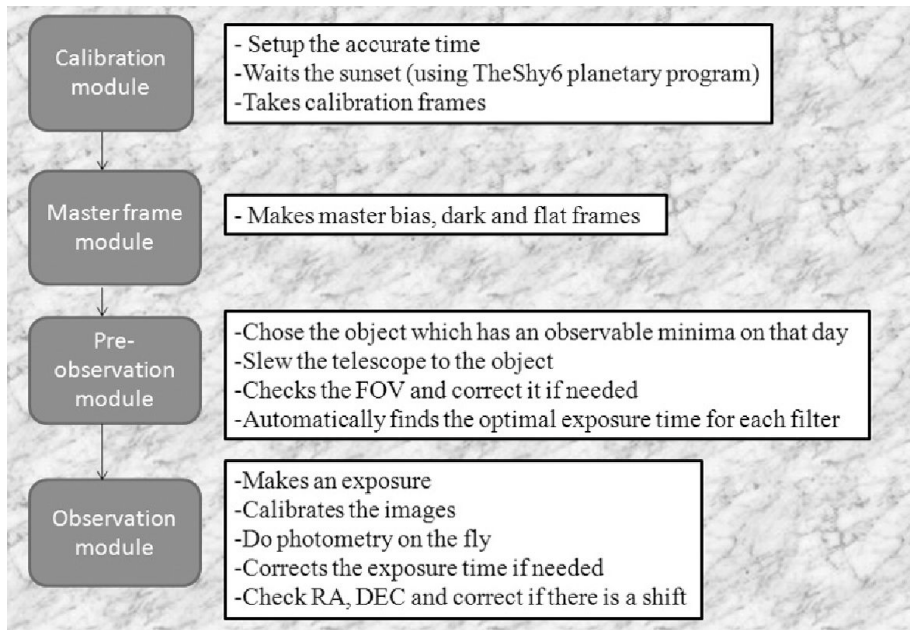 Calibration
module
- Setup the accurate time
-Waits the sunset (using TheShy6 planetary program)
-Takes calibration frames
Master frame
module
- Makes master bias, dark and flat frames
Pre-
observation
module
-Chose the object which has an observable minima on that day
-Slew the telescope to the object
-Checks the FOV and correct it if needed
-Automatically finds the optimal exposure time for each filter
Observation
module
-Makes an exposure
-Calibrates the images
-Do photometry on the fly
-Corrects the exposure time if needed
-Check RA, DEC and correct if there is a shift